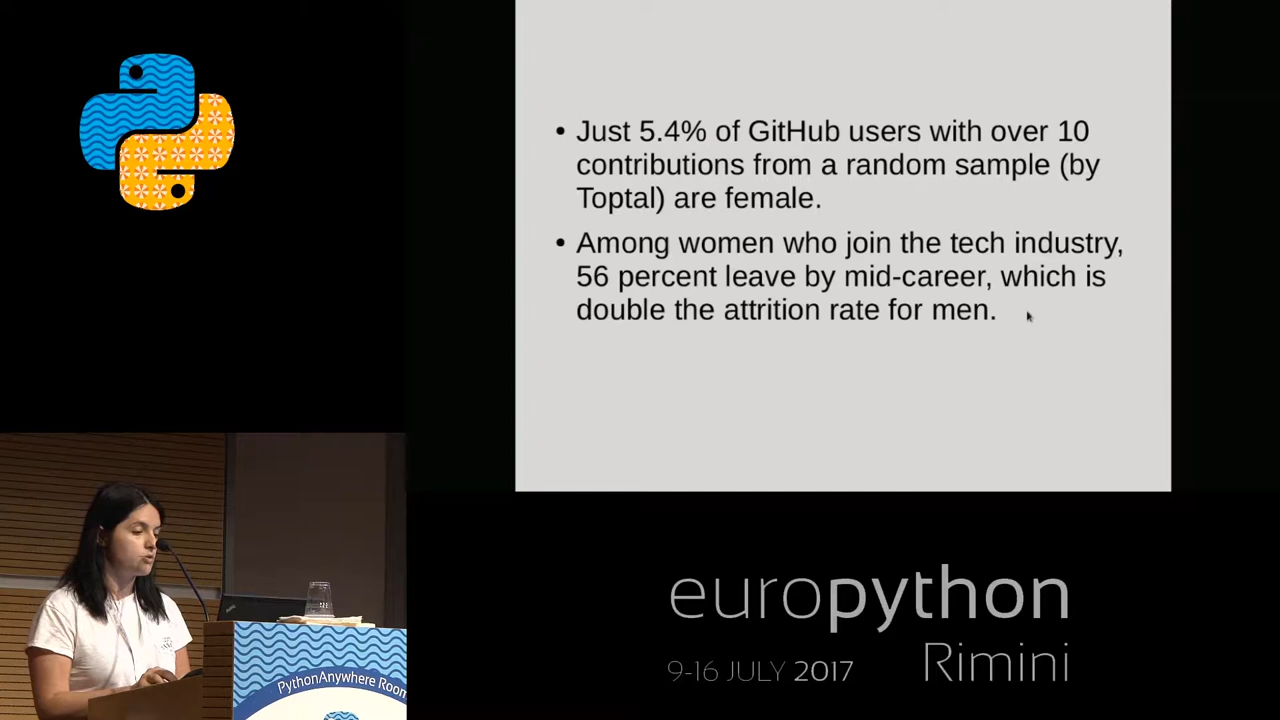 • Just 5.4% of GitHub users with over 10
contributions from a random sample (by
Toptal) are female.
• Among women who join the tech industry,
56 percent leave by mid-career, which is
double the attrition rate for men.
europython
Rimini
9-16 JULY 2017
PythonAnywhere Room